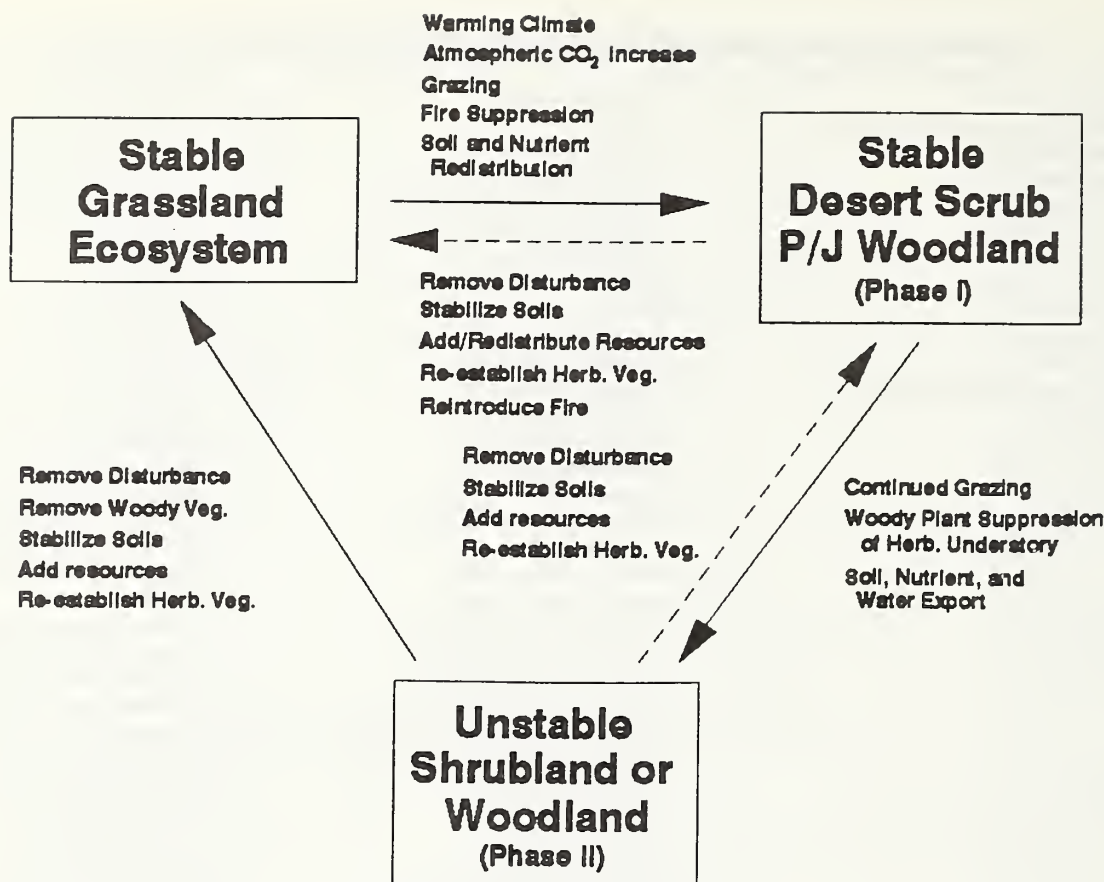 Warming Climate
Atmospheric CO₂ Increase
Grazing
Fire Suppression
Soil and Nutrient
Redistribution
Stable
Grassland
Ecosystem
Stable
Desert Scrub
P/J Woodland
(Phase I)
Remove Disturbance
Stabilize Soils
Add/Redistribute Resources
Re-establish Herb. Veg.
Reintroduce Fire
Remove Disturbance
Remove Woody Veg.
Stabilize Soils
Add resources
Re-establish Herb. Veg.
Remove Disturbance
Stabilize Soils
Add resources
Re-establish Herb. Veg.
Continued Grazing
Woody Plant Suppression
of Herb. Understory
Soil, Nutrient, and
Water Export
Unstable
Shrubland or
Woodland
(Phase II)